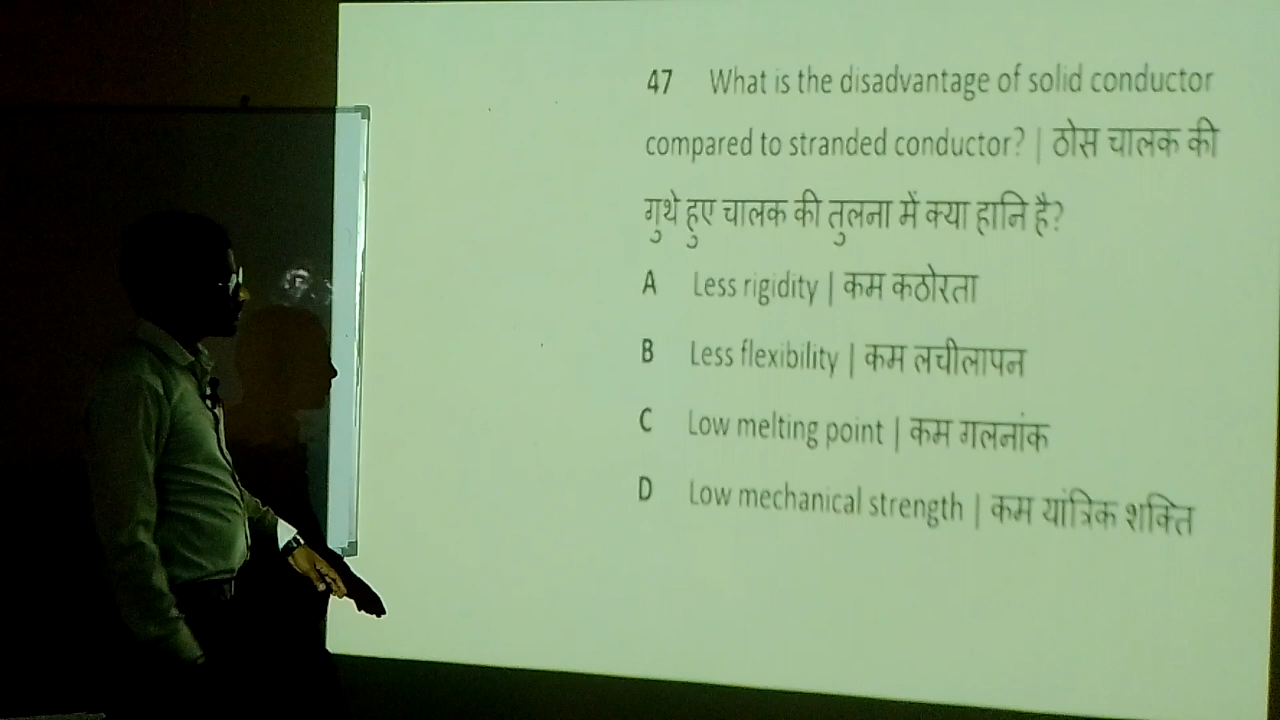 47 What is the disadvantage of solid conductor
compared to stranded conductor? | ठोस चालक की
गुथे हुए चालक की तुलना में क्या हानि है?
A Less rigidity | कम कठोरता
B Less flexibility | कम लचीलापन
C Low melting point | कम गलनांक
D Low mechanical strength | कम यांत्रिक शक्ति